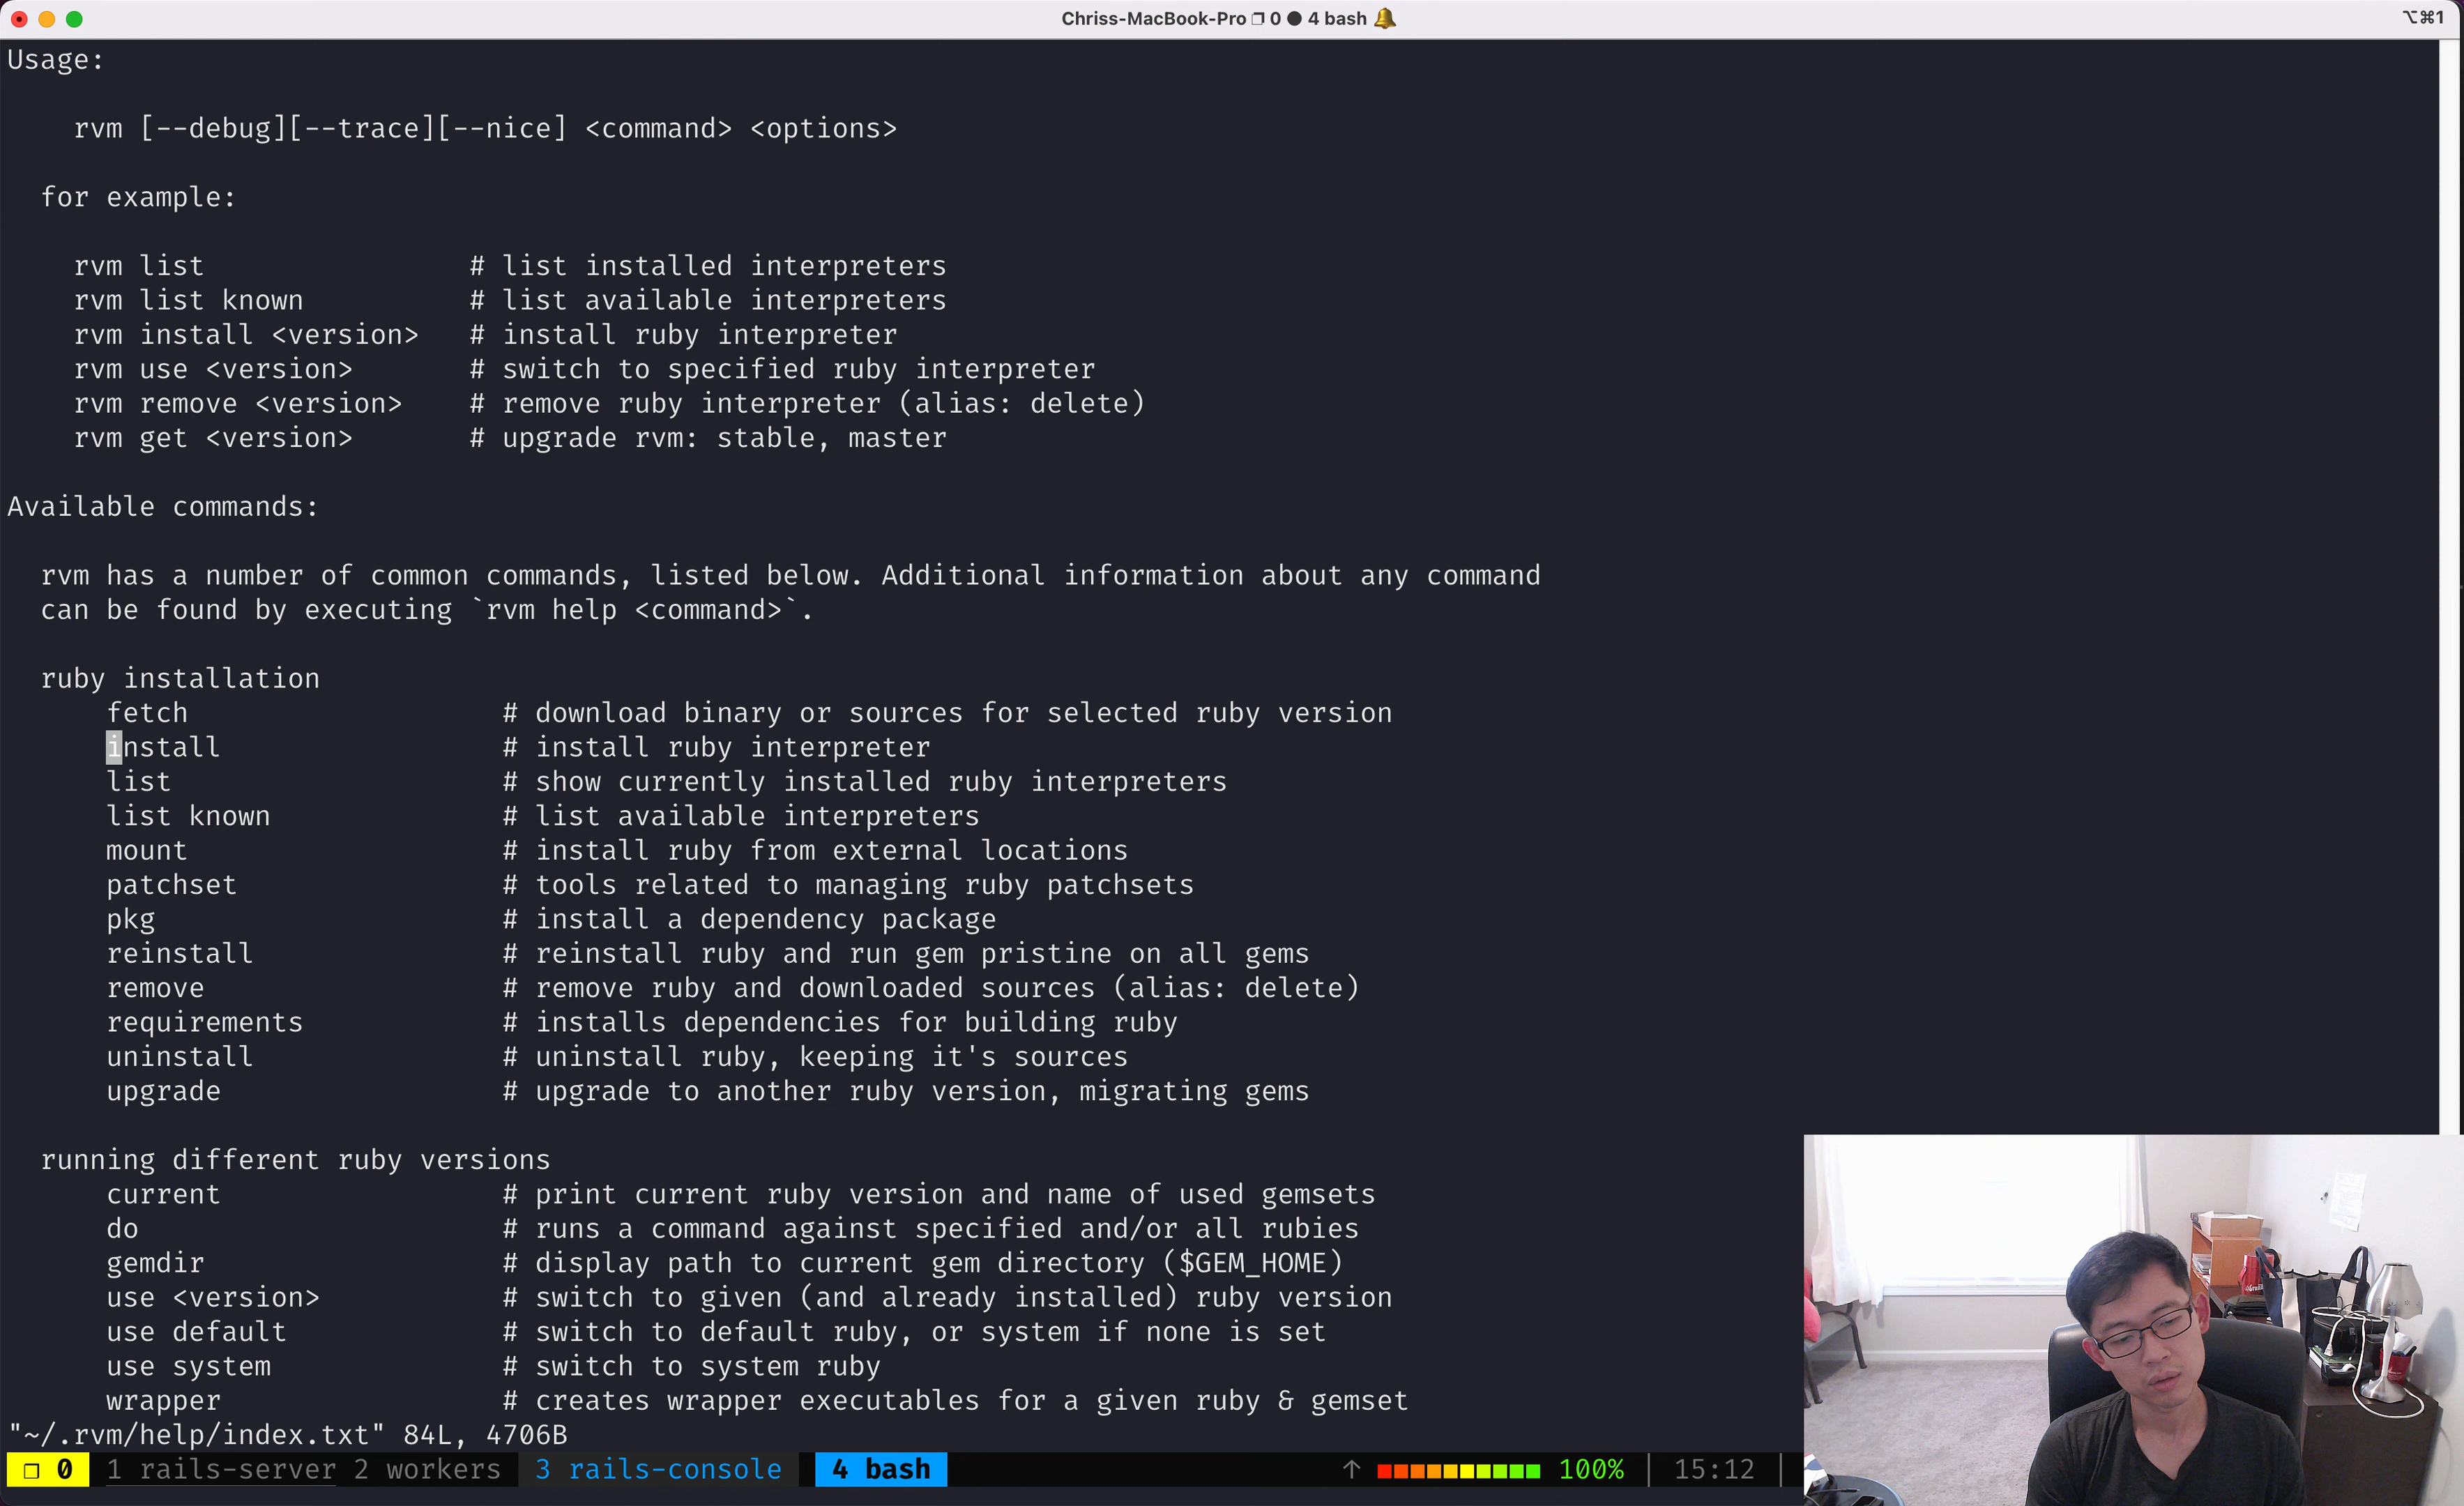 Chriss-MacBook-Pro ❐ 0 ● 4 bash 🔔
⌥⌘1
Usage:
rvm [--debug][--trace][--nice] <command> <options>
for example:
rvm list # list installed interpreters
rvm list known # list available interpreters
rvm install <version> # install ruby interpreter
rvm use <version> # switch to specified ruby interpreter
rvm remove <version> # remove ruby interpreter (alias: delete)
rvm get <version> # upgrade rvm: stable, master
Available commands:
rvm has a number of common commands, listed below. Additional information about any command
can be found by executing `rvm help <command>`.
ruby installation
fetch # download binary or sources for selected ruby version
install # install ruby interpreter
list # show currently installed ruby interpreters
list known # list available interpreters
mount # install ruby from external locations
patchset # tools related to managing ruby patchsets
pkg # install a dependency package
reinstall # reinstall ruby and run gem pristine on all gems
remove # remove ruby and downloaded sources (alias: delete)
requirements # installs dependencies for building ruby
uninstall # uninstall ruby, keeping it's sources
upgrade # upgrade to another ruby version, migrating gems
running different ruby versions
current # print current ruby version and name of used gemsets
do # runs a command against specified and/or all rubies
gemdir # display path to current gem directory ($GEM_HOME)
use <version> # switch to given (and already installed) ruby version
use default # switch to default ruby, or system if none is set
use system # switch to system ruby
wrapper # creates wrapper executables for a given ruby & gemset
"~/.rvm/help/index.txt" 84L, 4706B
❐ 0 1 rails-server 2 workers 3 rails-console 4 bash ↑ 100% | 15:12 |